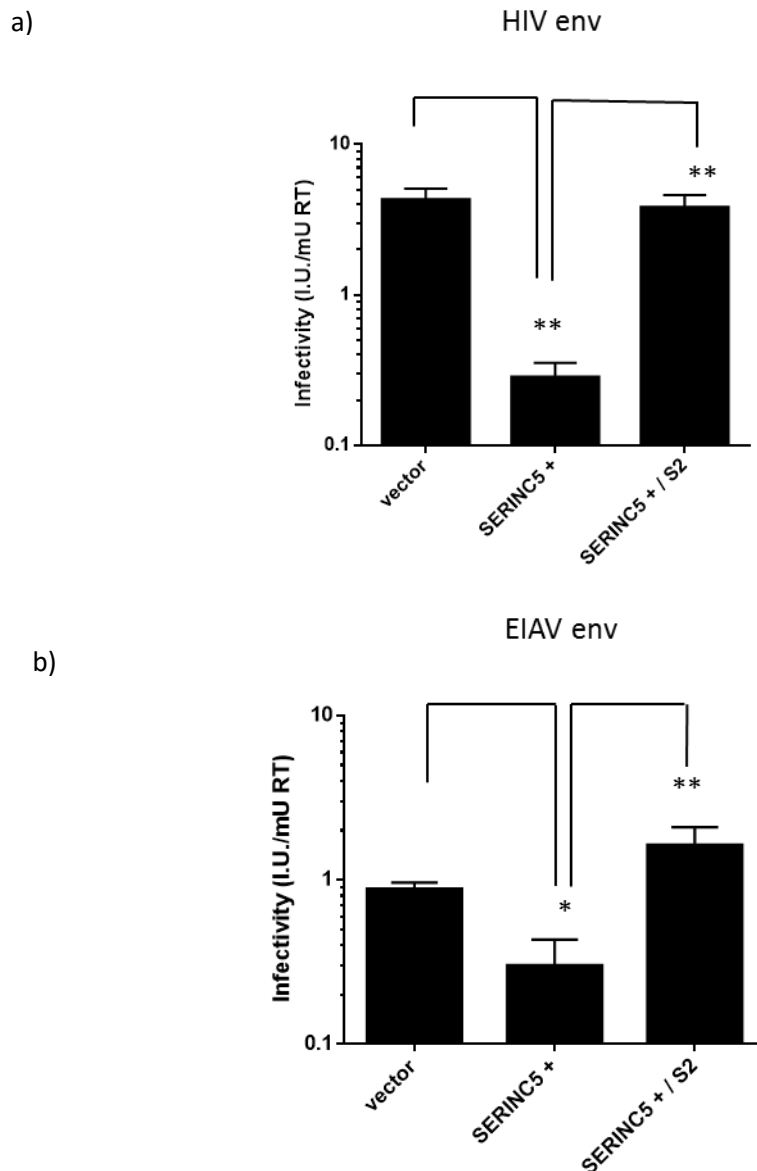 a)
HIV env
Infectivity (I.U./mU RT)
10
1
0.1
**
**
vector
SERINC5 +
SERINC5 + / S2
b)
EIAV env
Infectivity (I.U./mU RT)
10
1
0.1
*
**
vector
SERINC5 +
SERINC5 + / S2